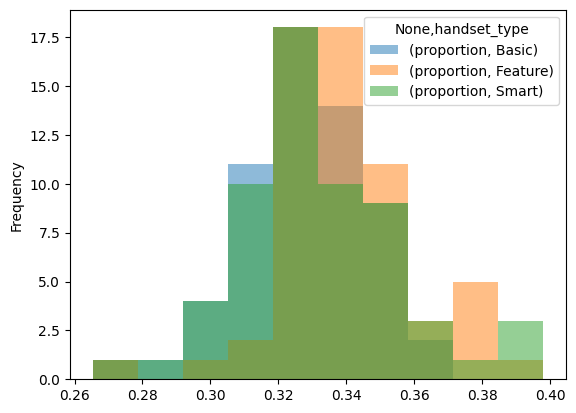 None,handset_type
(proportion, Basic)
(proportion, Feature)
(proportion, Smart)
Frequency
17.5
15.0
12.5
10.0
7.5
5.0
2.5
0.0
0.26 0.28 0.30 0.32 0.34 0.36 0.38 0.40